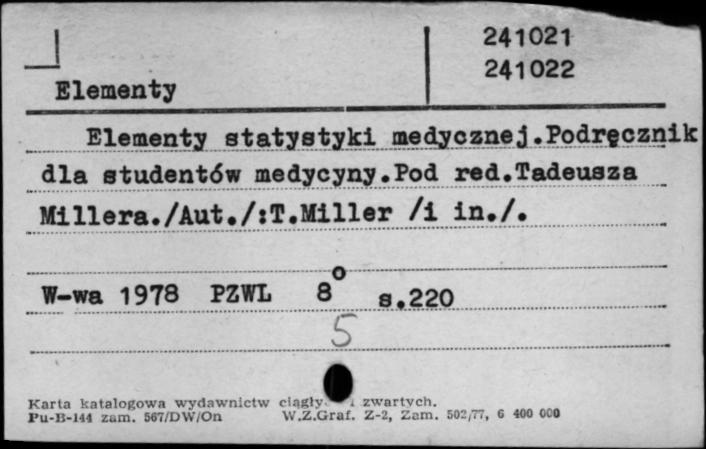 241021
241022
Elementy
Elementy statystyki medycznej.Podręcznik
dla studentów medycyny.Pod red.Tadeusza
Millera./Aut./:T.Miller /i in./.
W-wa 1978 PZWL 8o s.220
5
Karta katalogowa wydawnictw ciągły i zwartych.
Pu-B-144 zam. 567/DW/On W.Z.Graf. Z-2, Zam. 502/77, 6 400 000